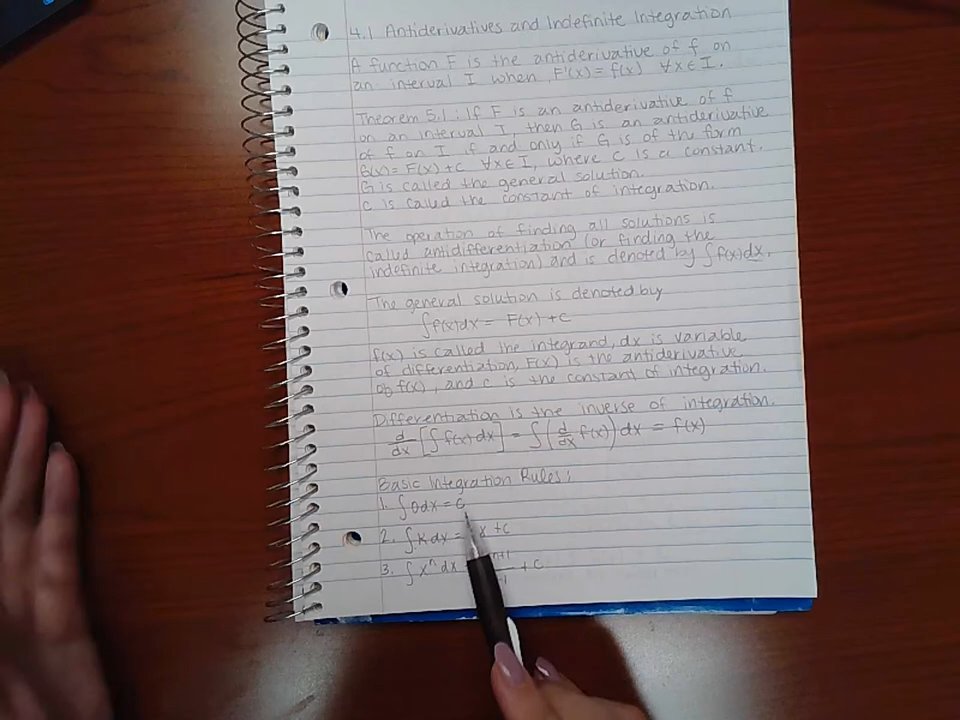 4.1 Antiderivatives and Indefinite Integration
A function F is the antiderivative of f on
an interval I when F'(x) = f(x) ∀x∈I.
Theorem 5.1: If F is an antiderivative of f
on an interval I, then G is an antiderivative
of f on I if and only if G is of the form
G(x) = F(x) + C ∀x∈I, where C is a constant.
G is called the general solution.
C is called the constant of integration.
The operation of finding all solutions is
called antidifferentiation (or finding the
indefinite integration) and is denoted by ∫f(x)dx.
The general solution is denoted by
∫f(x)dx = F(x) + C
f(x) is called the integrand, dx is variable
of differentiation, F(x) is the antiderivative
of f(x), and C is the constant of integration.
Differentiation is the inverse of integration.
d/dx [∫f(x)dx] = ∫(d/dx f(x)) dx = f(x)
Basic Integration Rules:
1. ∫0dx = C
2. ∫k dx = x + C
3. ∫xⁿ dx n+1 + C